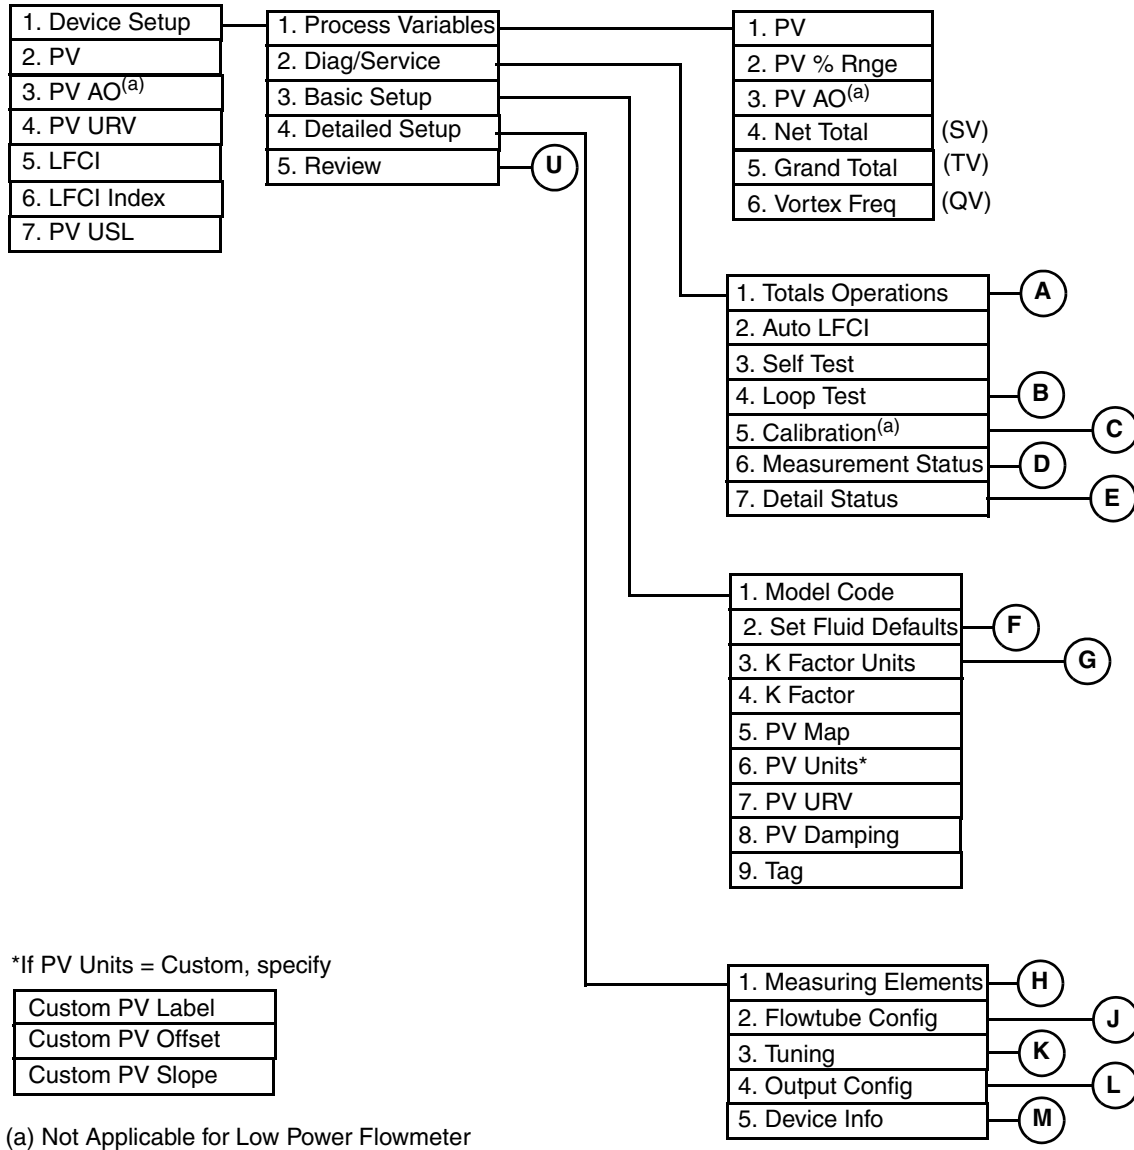 1. Device Setup
2. PV
3. PV AO(a)
4. PV URV
5. LFCI
6. LFCI Index
7. PV USL
1. Process Variables
2. Diag/Service
3. Basic Setup
4. Detailed Setup
5. Review
U
1. PV
2. PV % Rnge
3. PV AO(a)
4. Net Total (SV)
5. Grand Total (TV)
6. Vortex Freq (QV)
1. Totals Operations A
2. Auto LFCI
3. Self Test
4. Loop Test B
5. Calibration(a) C
6. Measurement Status D
7. Detail Status E
1. Model Code
2. Set Fluid Defaults F
3. K Factor Units G
4. K Factor
5. PV Map
6. PV Units*
7. PV URV
8. PV Damping
9. Tag
1. Measuring Elements H
2. Flowtube Config J
3. Tuning K
4. Output Config L
5. Device Info M
*If PV Units = Custom, specify
Custom PV Label
Custom PV Offset
Custom PV Slope
(a) Not Applicable for Low Power Flowmeter